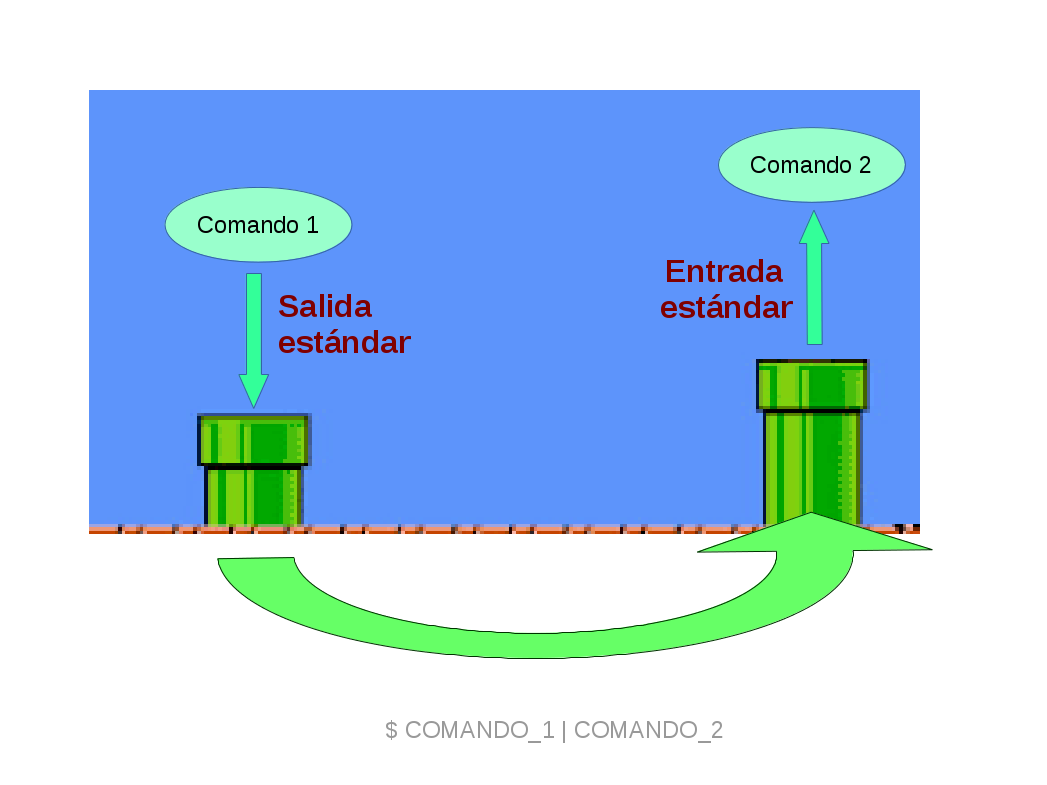 Comando 1
Salida
estándar
Comando 2
Entrada
estándar
$ COMANDO_1 | COMANDO_2